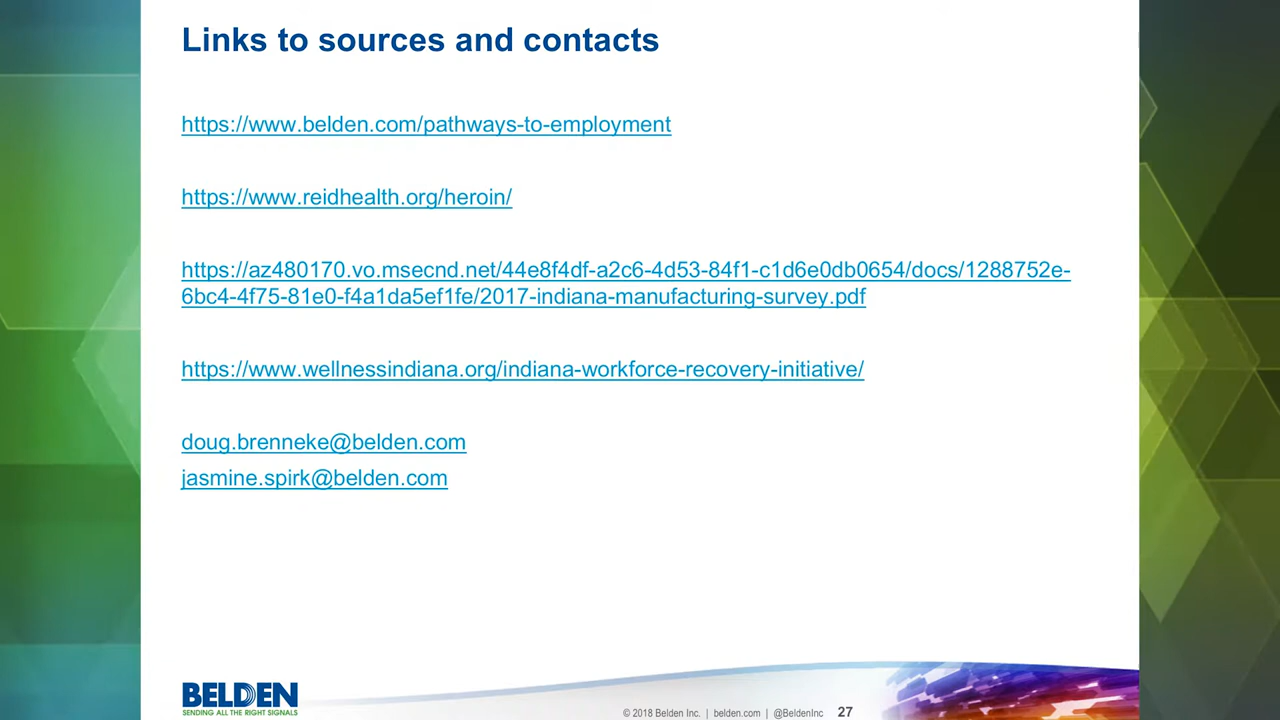 Links to sources and contacts
https://www.belden.com/pathways-to-employment
https://www.reidhealth.org/heroin/
https://az480170.vo.msecnd.net/44e8f4df-a2c6-4d53-84f1-c1d6e0db0654/docs/1288752e-
6bc4-4f75-81e0-f4a1da5ef1fe/2017-indiana-manufacturing-survey.pdf
https://www.wellnessindiana.org/indiana-workforce-recovery-initiative/
doug.brenneke@belden.com
jasmine.spirk@belden.com
BELDEN
SENDING ALL THE RIGHT SIGNALS
© 2018 Belden Inc. | belden.com | @BeldenInc 27